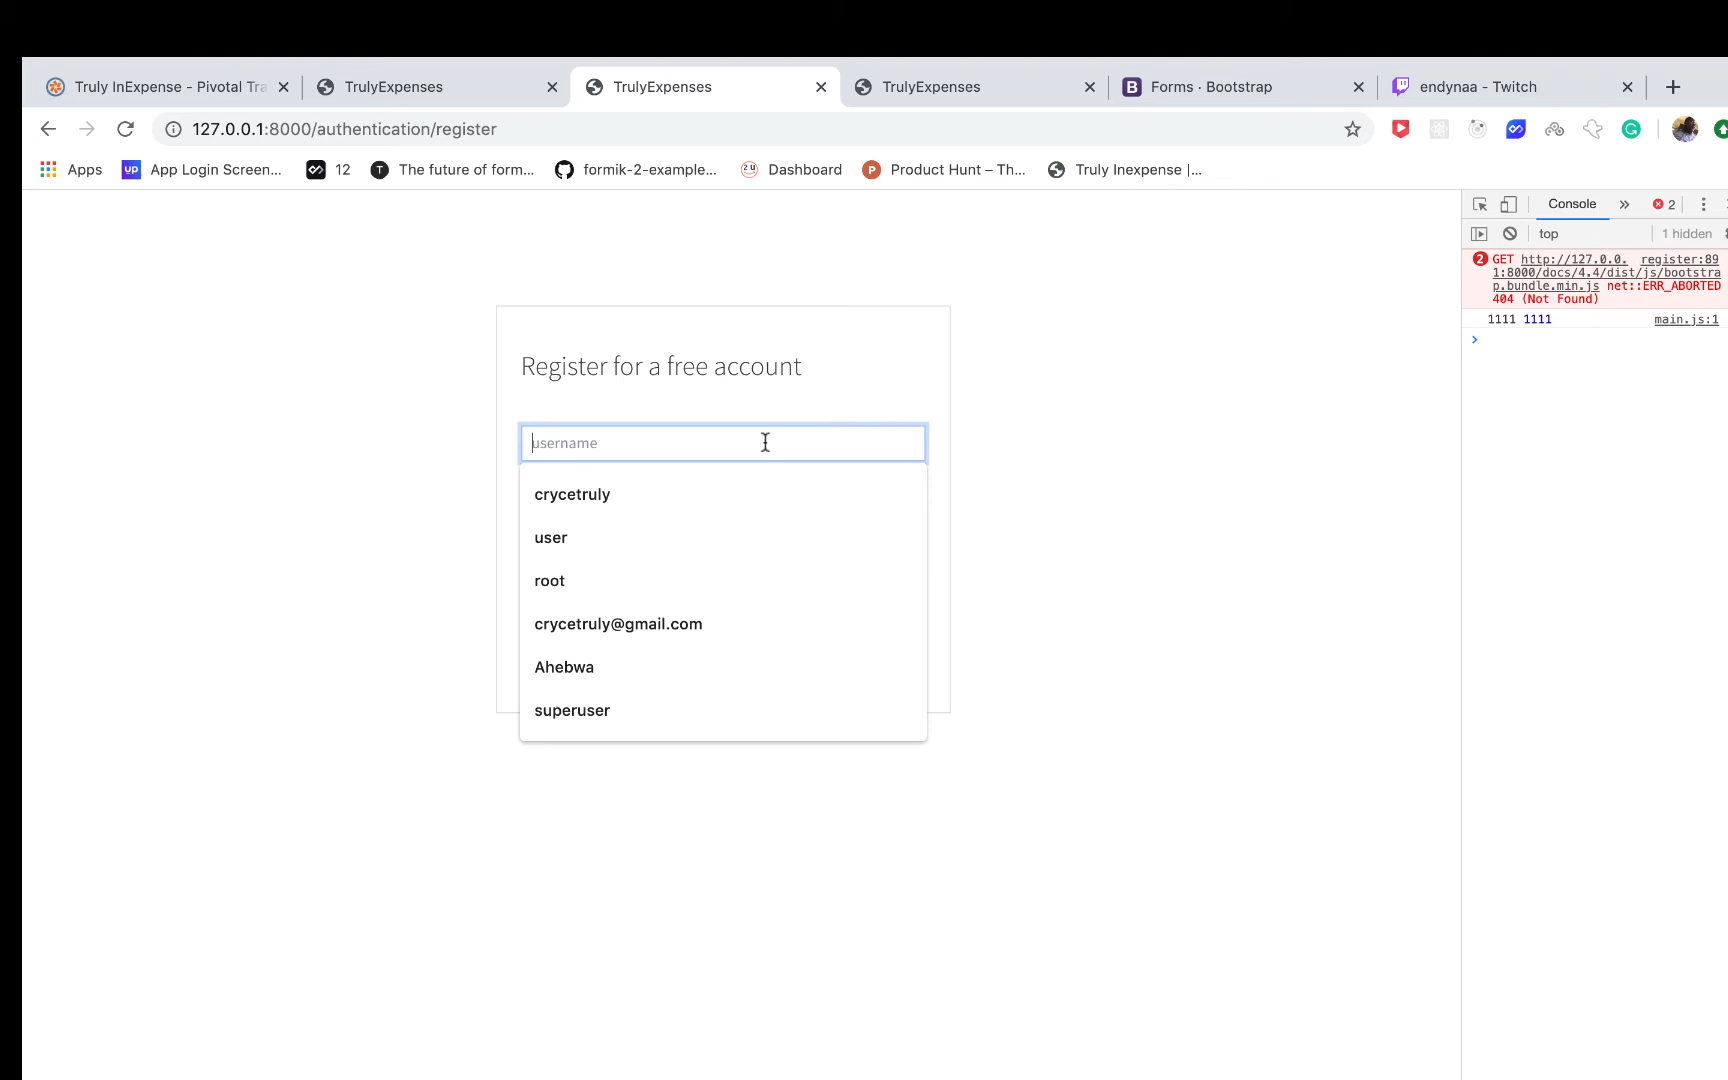 Truly InExpense - Pivotal Tra
TrulyExpenses
TrulyExpenses
TrulyExpenses
B
Forms · Bootstrap
endynaa - Twitch
127.0.0.1:8000/authentication/register
Apps
up
App Login Screen...
12
T
The future of form...
formik-2-example...
Dashboard
P
Product Hunt – Th...
Truly Inexpense |...
Console
2
top
1 hidden
2
GET http://127.0.0. register:89
1:8000/docs/4.4/dist/js/bootstra
p.bundle.min.js net::ERR_ABORTED
404 (Not Found)
1111 1111 main.js:1
Register for a free account
username
crycetruly
user
root
crycetruly@gmail.com
Ahebwa
superuser